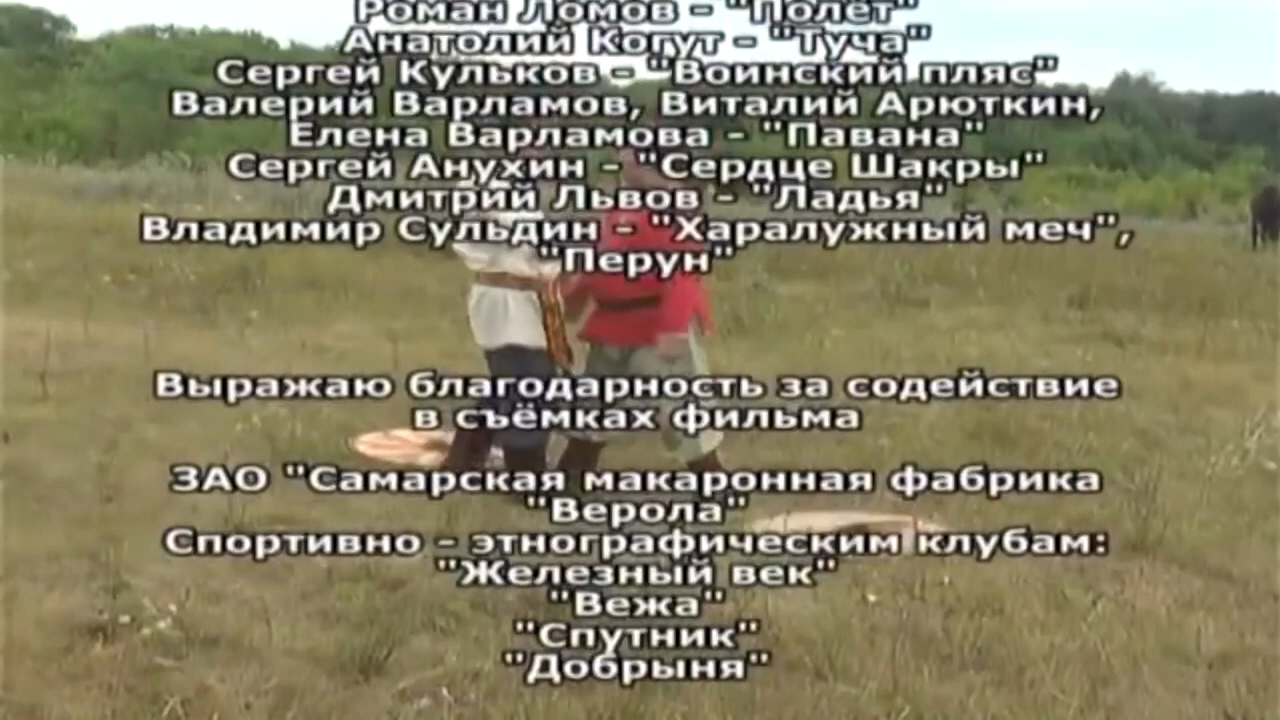 Роман Ломов - "Полёт"
Анатолий Когут - "Туча"
Сергей Кульков - "Воинский пляс"
Валерий Варламов, Виталий Арюткин,
Елена Варламова - "Павана"
Сергей Анухин - "Сердце Шакры"
Дмитрий Львов - "Ладья"
Владимир Сульдин - "Харалужный меч",
"Перун"
Выражаю благодарность за содействие
в съёмках фильма
ЗАО "Самарская макаронная фабрика
"Верола"
Спортивно - этнографическим клубам:
"Железный век"
"Вежа"
"Спутник"
"Добрыня"